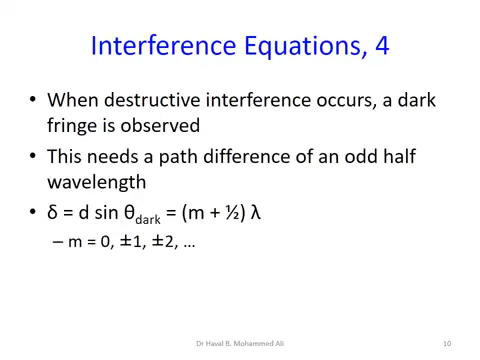 Interference Equations, 4
• When destructive interference occurs, a dark
fringe is observed
• This needs a path difference of an odd half
wavelength
• δ = d sin θdark = (m + ½) λ
– m = 0, ±1, ±2, …
Dr Haval B. Mohammed Ali
10